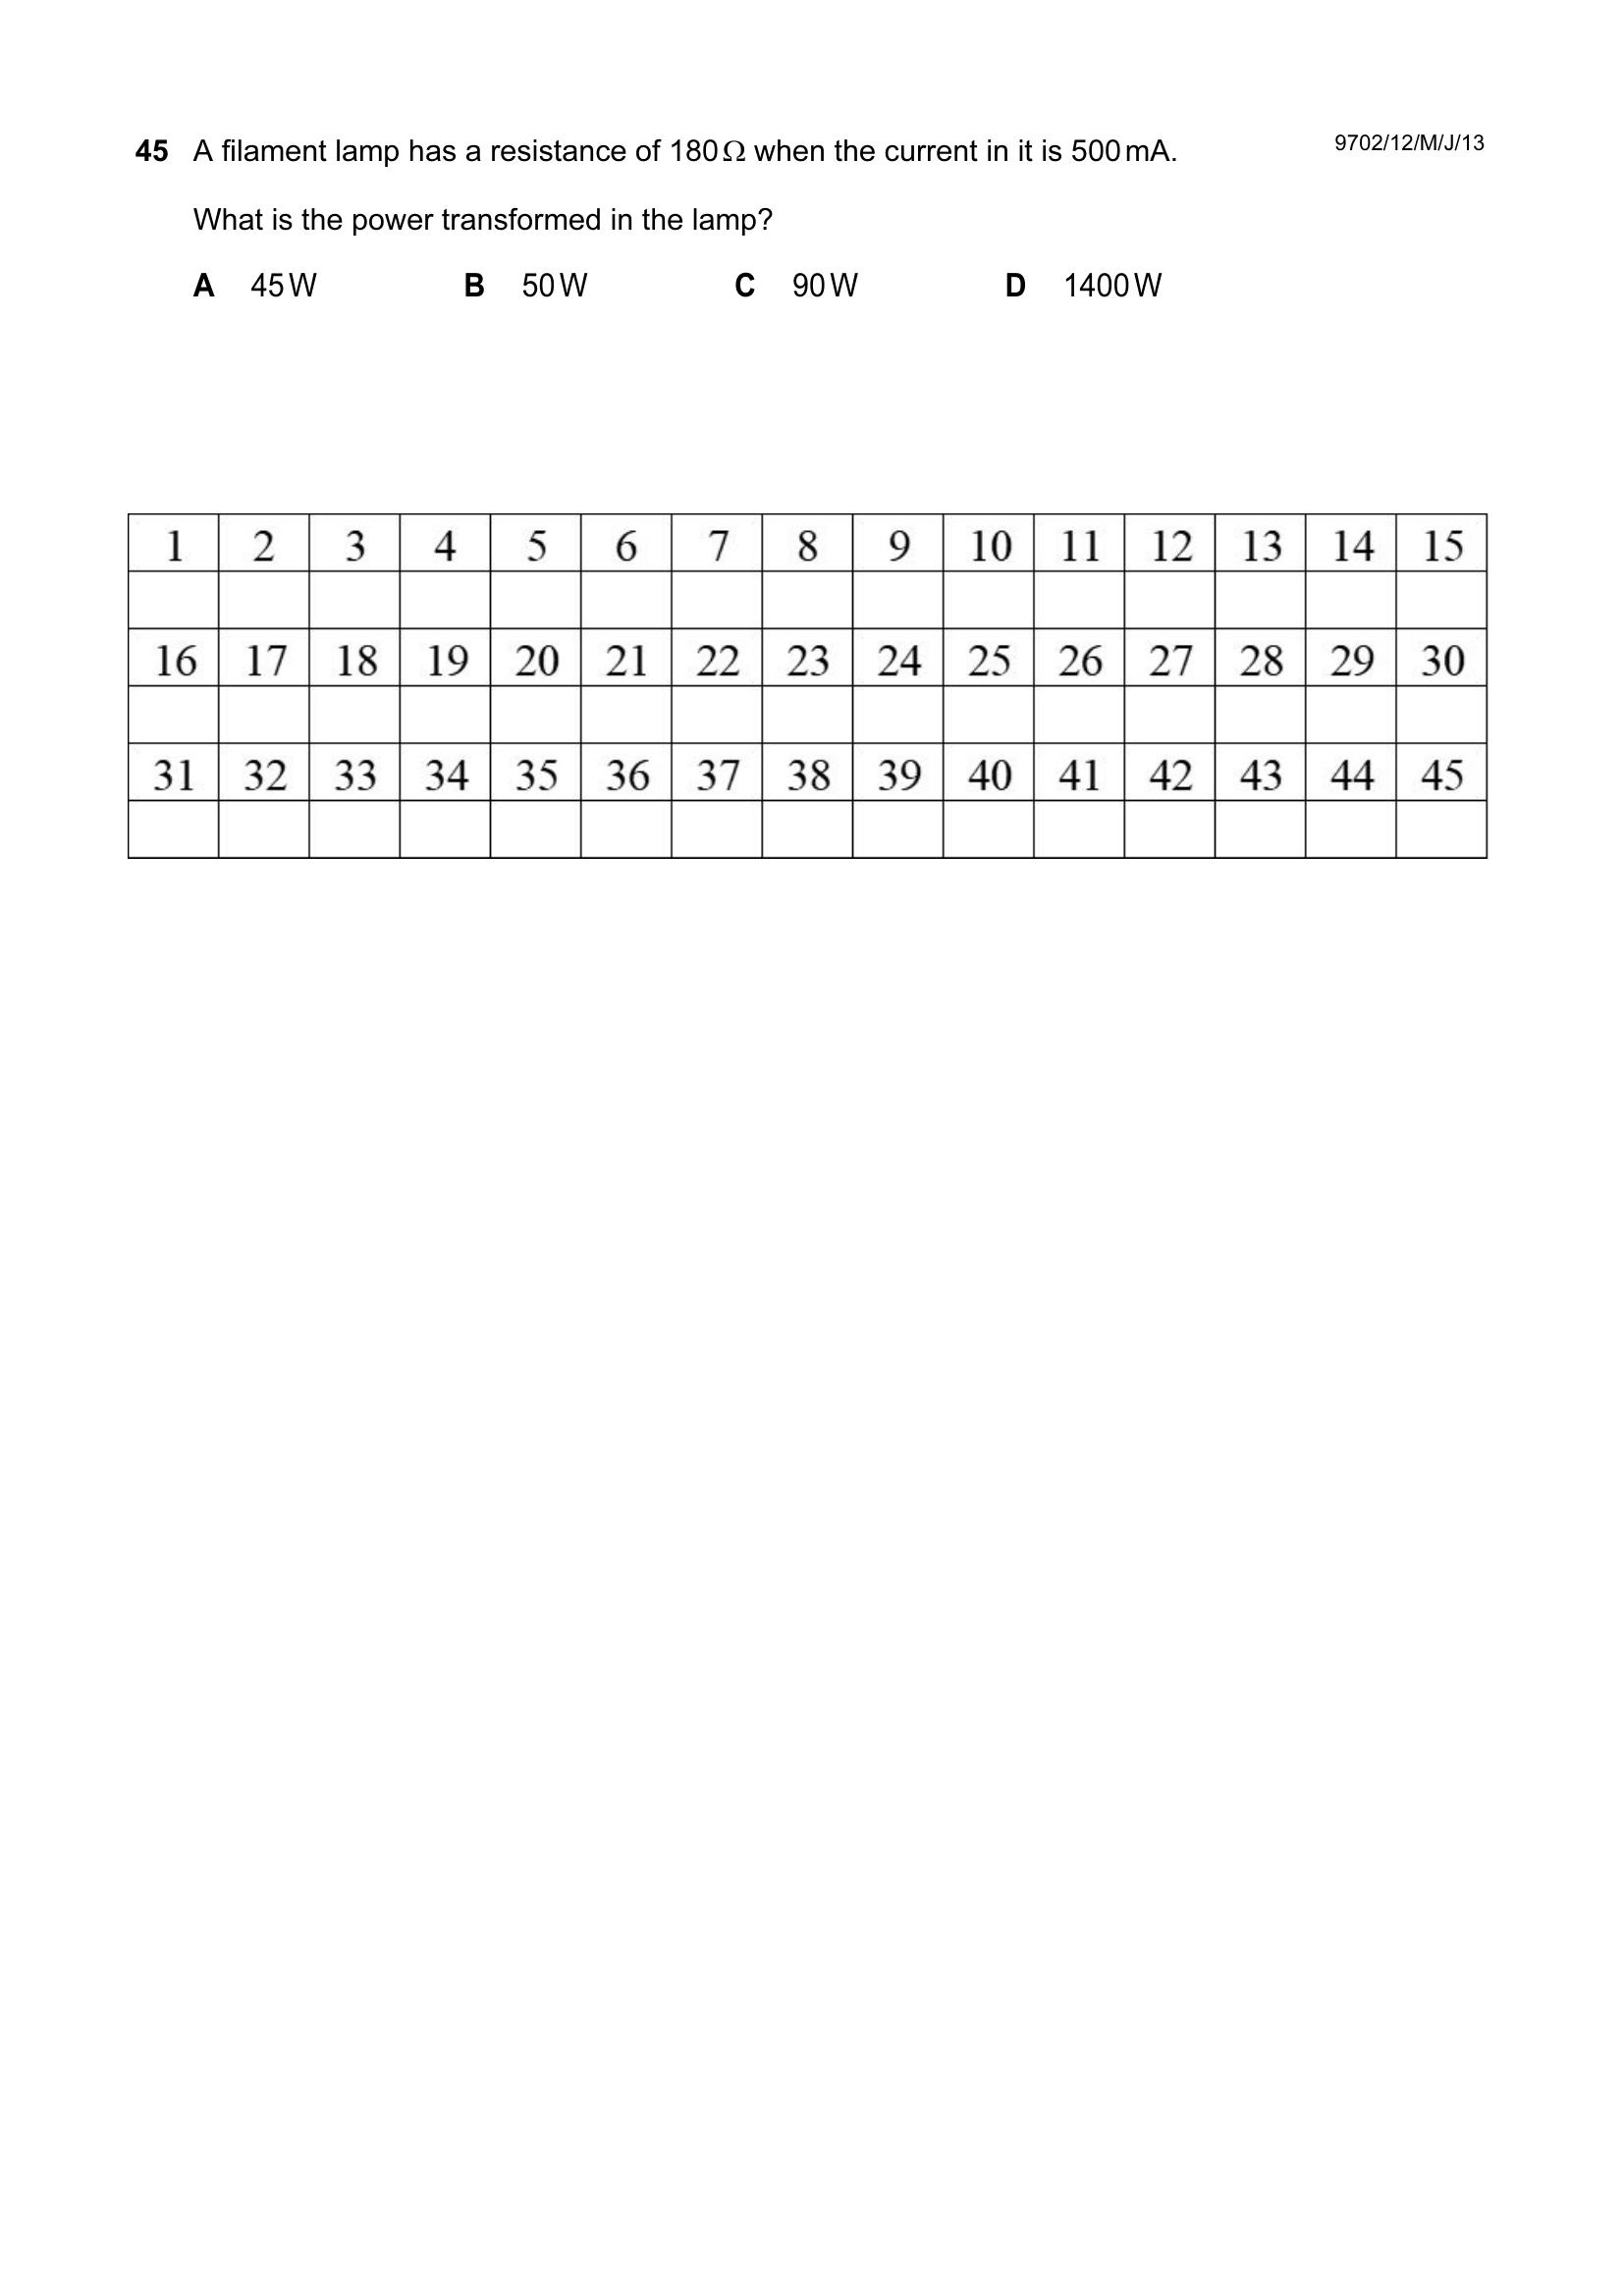 45 A filament lamp has a resistance of 180 Ω when the current in it is 500 mA. 9702/12/M/J/13
What is the power transformed in the lamp?
A 45 W B 50 W C 90 W D 1400 W
1 2 3 4 5 6 7 8 9 10 11 12 13 14 15
16 17 18 19 20 21 22 23 24 25 26 27 28 29 30
31 32 33 34 35 36 37 38 39 40 41 42 43 44 45